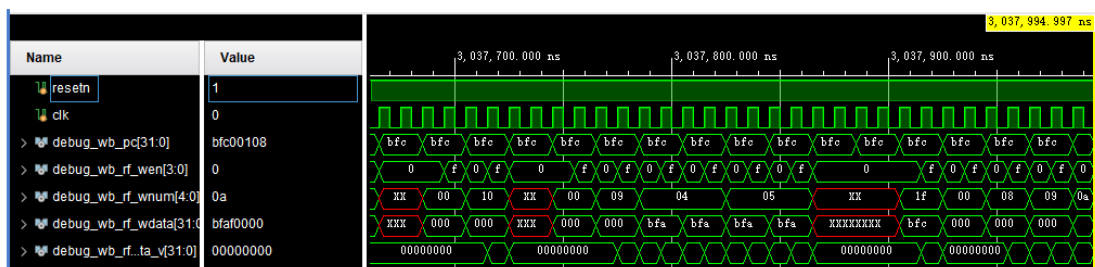 3,037,994.997 ns
Name Value
3,037,700.000 ns 3,037,800.000 ns 3,037,900.000 ns
resetn 1
clk 0
debug_wb_pc[31:0] bfc00108 bfc bfc bfc bfc bfc bfc bfc bfc bfc bfc bfc bfc bfc bfc bfc bfc
debug_wb_rf_wen[3:0] 0 0 f 0 f 0 f 0 f 0 f 0 f 0 f 0 f 0 f 0 f 0 f 0
debug_wb_rf_wnum[4:0] 0a XX 00 10 XX 00 09 04 05 XX 1f 00 08 09 0a
debug_wb_rf_wdata[31:0 bfaf0000 XXX 000 000 XXX 000 000 bfa bfa bfa bfa XXXXXXXX bfc 000 000 000
debug_wb_rf...ta_v[31:0] 00000000 00000000 00000000 00000000 00000000